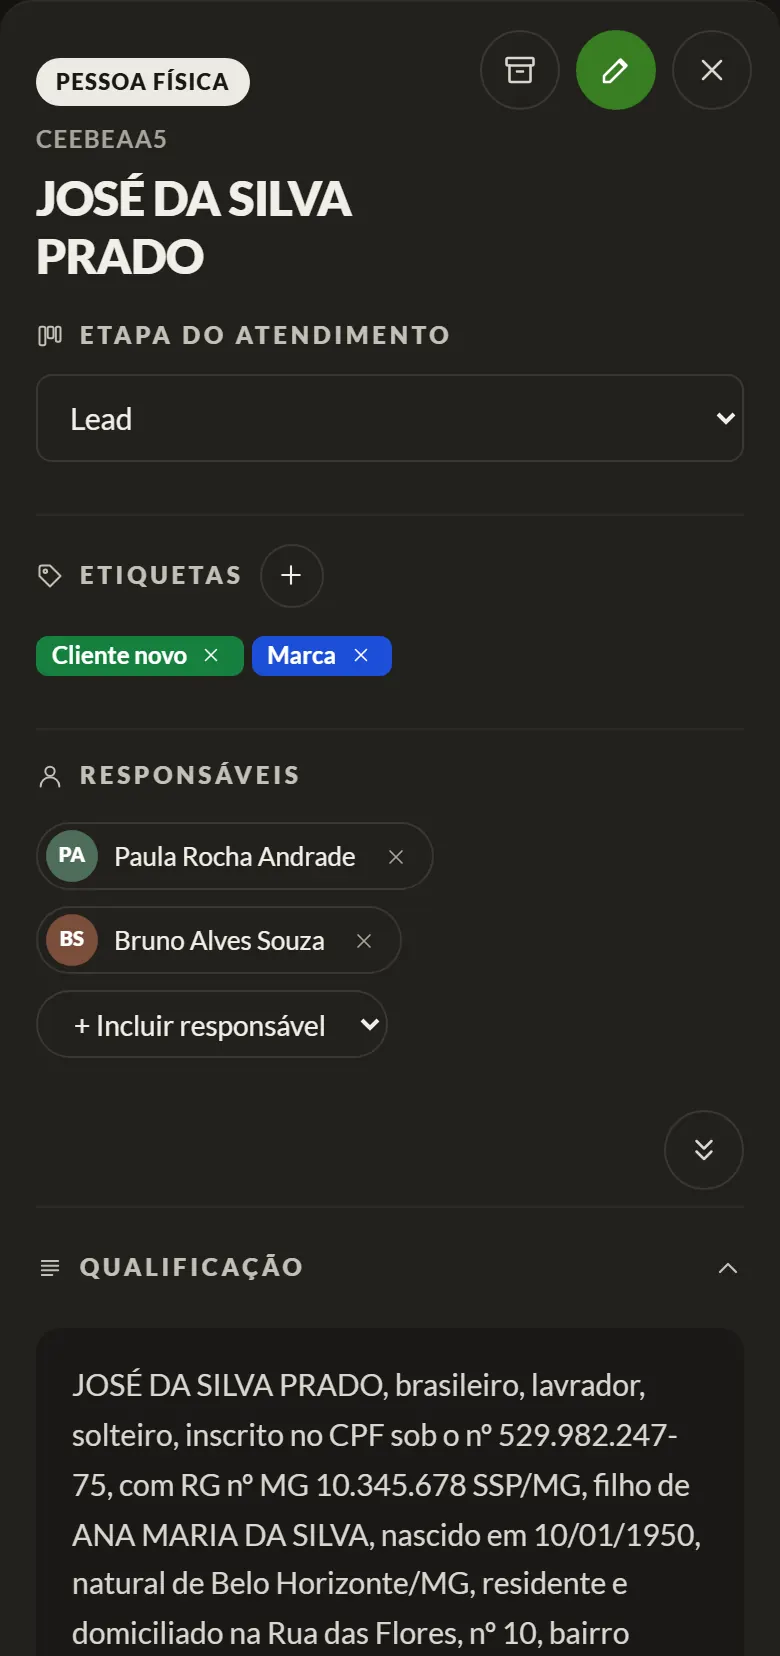 PESSOA FÍSICA
CEEBEAA5
JOSÉ DA SILVA
PRADO
ETAPA DO ATENDIMENTO
Lead
ETIQUETAS
Cliente novo
Marca
RESPONSÁVEIS
PA Paula Rocha Andrade
BS Bruno Alves Souza
+ Incluir responsável
QUALIFICAÇÃO
JOSÉ DA SILVA PRADO, brasileiro, lavrador,
solteiro, inscrito no CPF sob o nº 529.982.247-
75, com RG nº MG 10.345.678 SSP/MG, filho de
ANA MARIA DA SILVA, nascido em 10/01/1950,
natural de Belo Horizonte/MG, residente e
domiciliado na Rua das Flores, nº 10, bairro